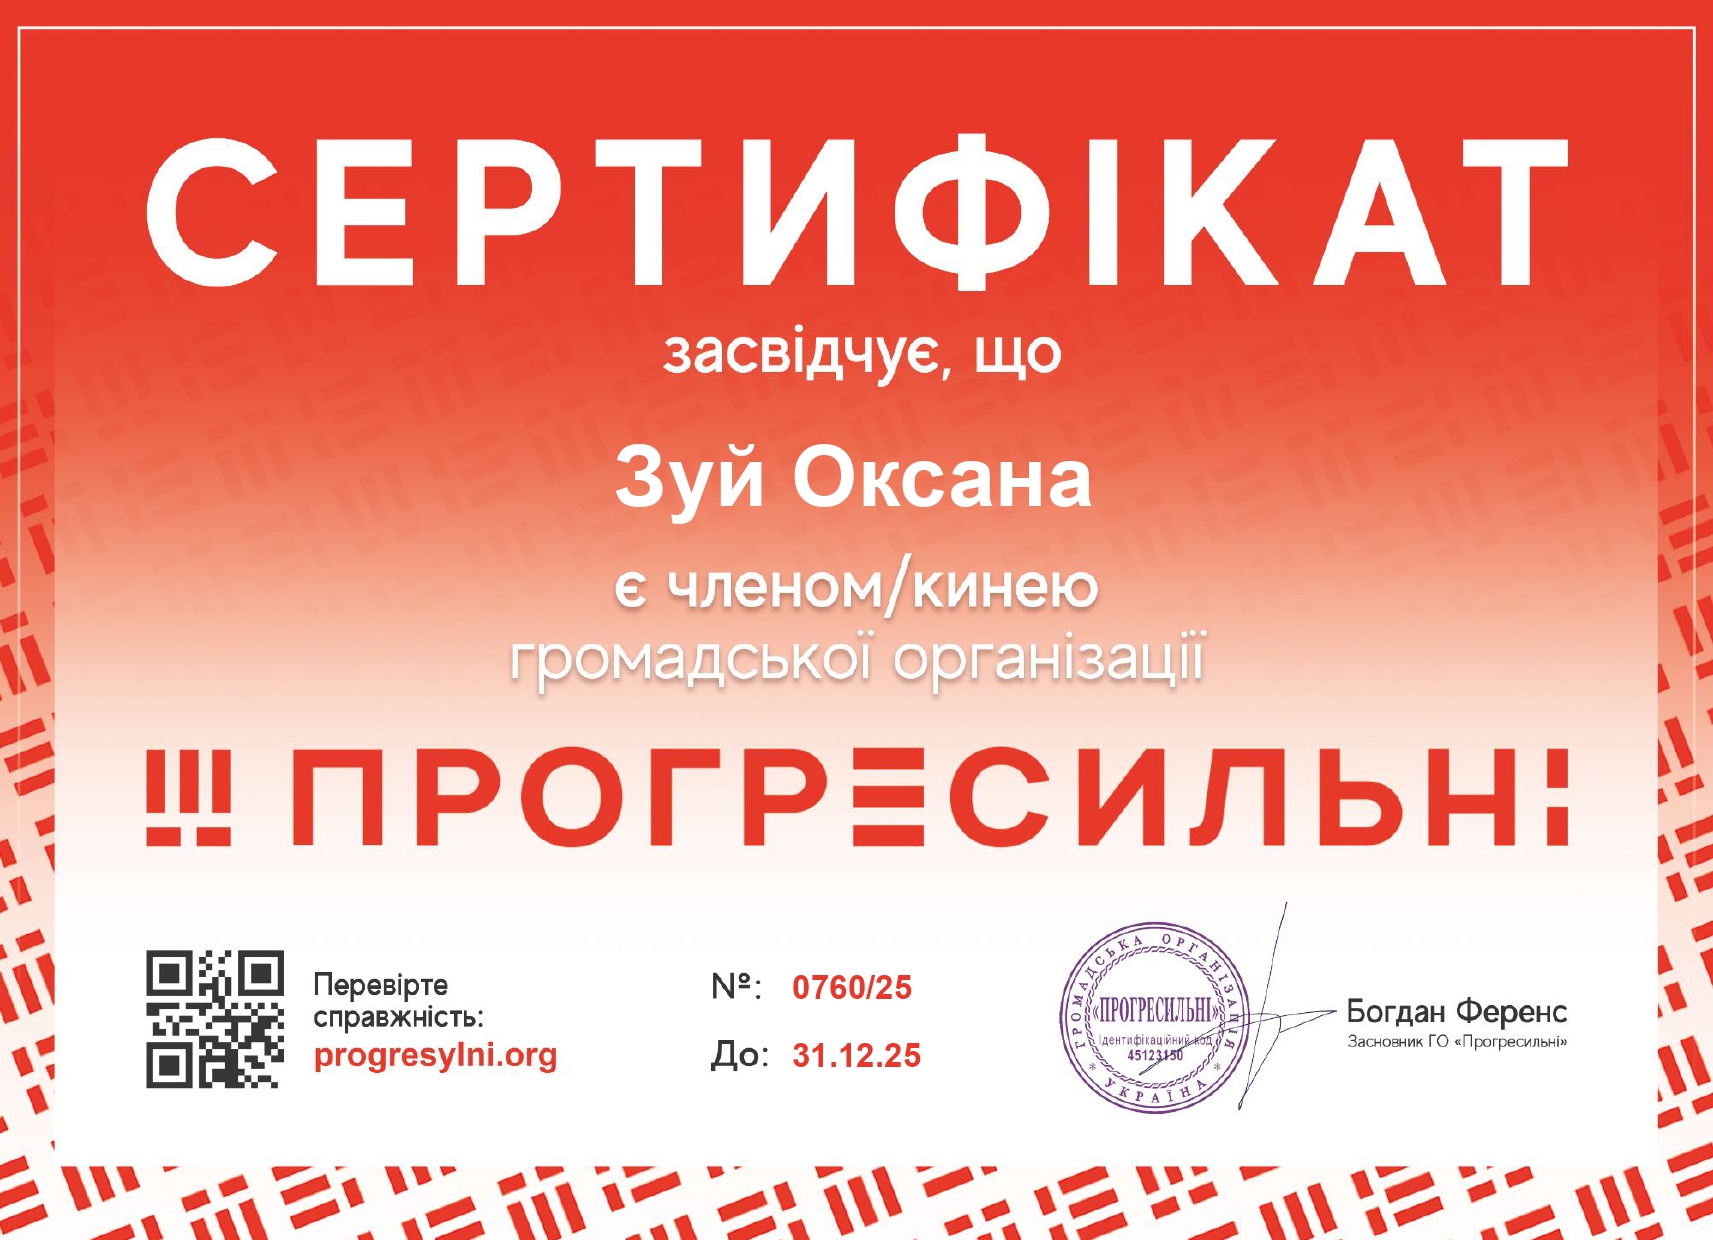 СЕРТИФІКАТ
засвідчує, що
Зуй Оксана
є членом/кинею
громадської організації
ПРОГРЕСИЛЬНІ
Перевірте
справжність:
progresylni.org
№: 0760/25
До: 31.12.25
ГРОМАДСЬКА ОРГАНІЗАЦІЯ
«ПРОГРЕСИЛЬНІ»
Ідентифікаційний код
45123150
* УКРАЇНА *
Богдан Ференс
Засновник ГО «Прогресильні»